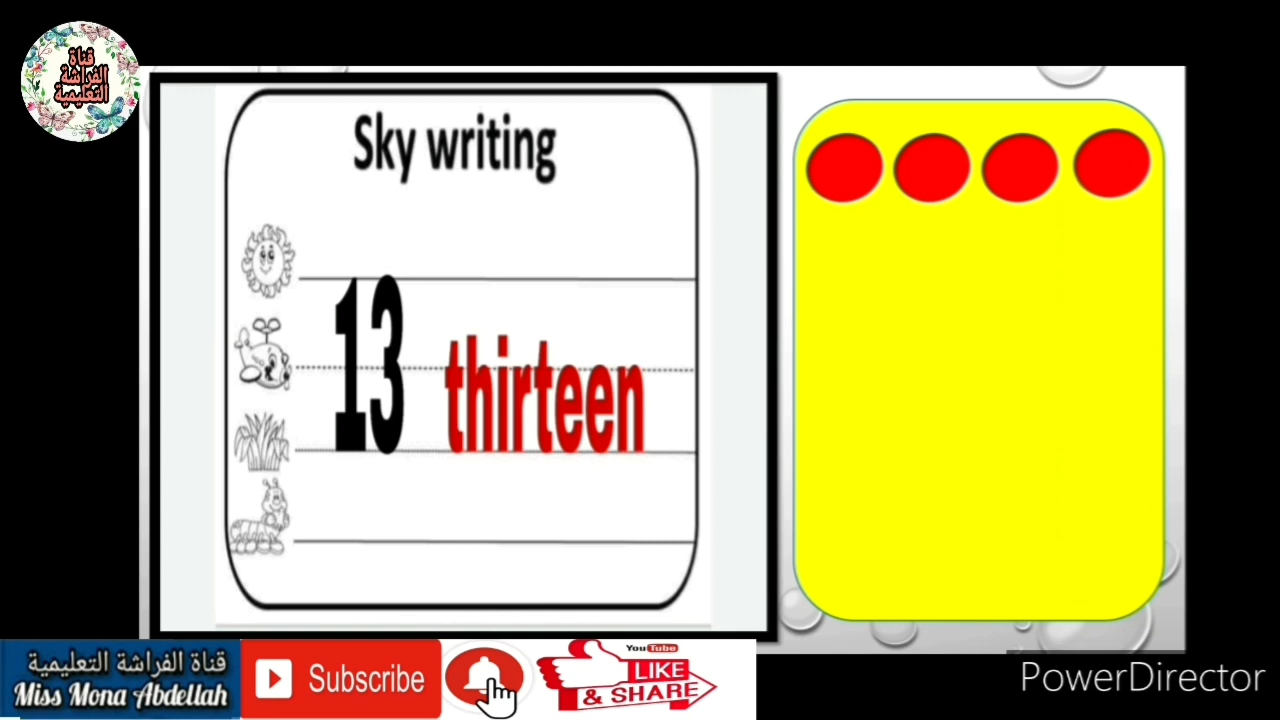 قناة
الفراشة
التعليمية
Sky writing
13 thirteen
قناة الفراشة التعليمية
Miss Mona Abdellah
Subscribe
YouTube
LIKE
& SHARE
PowerDirector